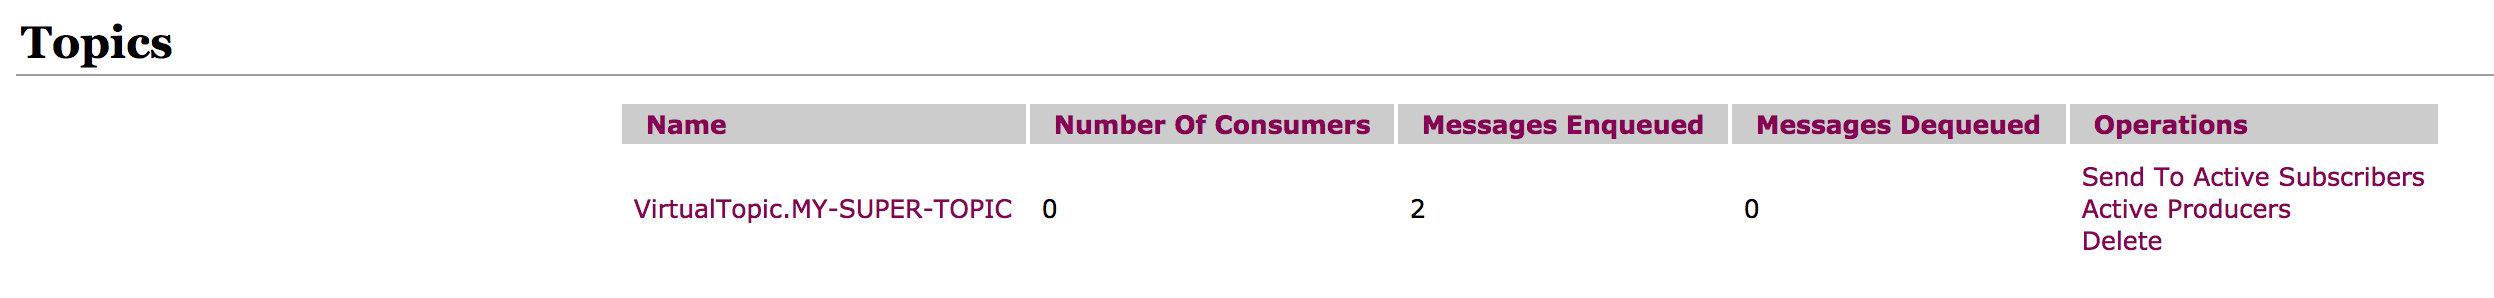 Topics
Name Number Of Consumers Messages Enqueued Messages Dequeued Operations
VirtualTopic.MY-SUPER-TOPIC 0 2 0 Send To Active Subscribers
Active Producers
Delete